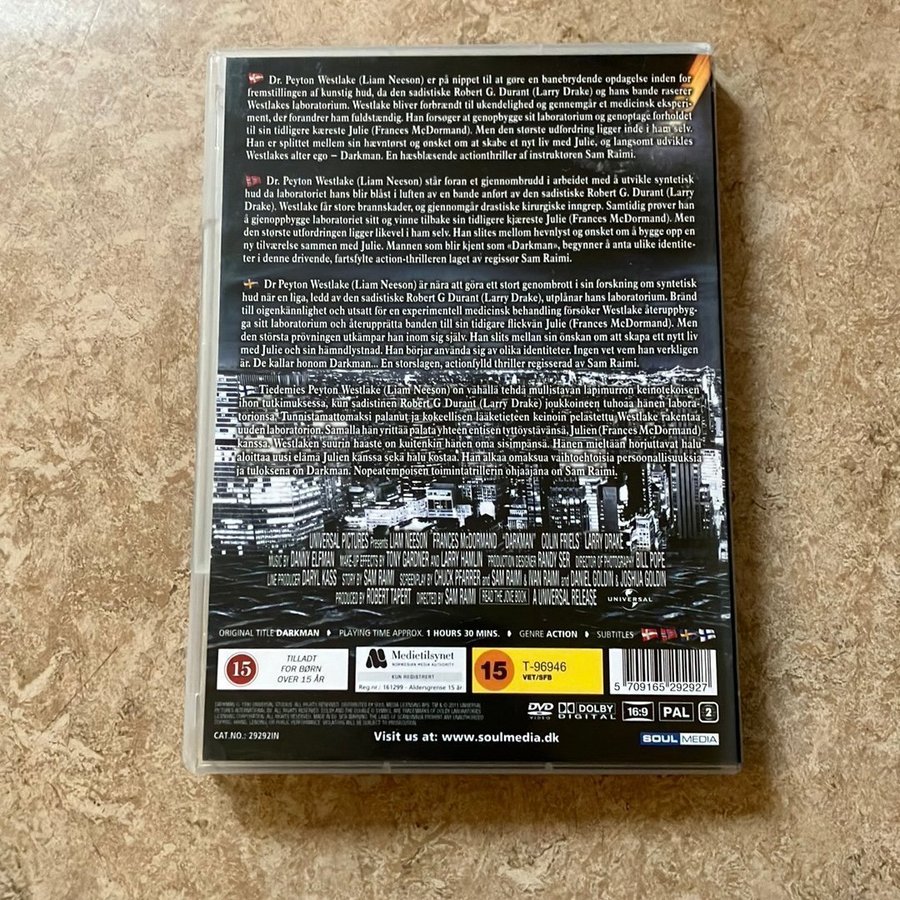 Dr. Peyton Westlake (Liam Neeson) er på nippet til at gøre en banebrydende opdagelse inden for
fremstillingen af kunstig hud, da den sadistiske Robert G. Durant (Larry Drake) og hans bande raserer
Westlakes laboratorium. Westlake bliver forbrændt til ukendelighed og gennemgår et medicinsk eksperi-
ment, der forandrer ham fuldstændig. Han forsøger at genopbygge sit laboratorium og genoptage forholdet
til sin tidligere kæreste Julie (Frances McDormand). Men den største udfordring ligger inde i ham selv.
Han er splittet mellem sin hævntørst og ønsket om at skabe et nyt liv med Julie, og langsomt udvikles
Westlakes alter ego – Darkman. En hæsblæsende actionthriller af instruktøren Sam Raimi.
Dr. Peyton Westlake (Liam Neeson) står foran et gjennombrudd i arbeidet med å utvikle syntetisk
hud da laboratoriet hans blir blåst i luften av en bande anført av den sadistiske Robert G. Durant (Larry
Drake). Westlake får store brannskader, og gjennomgår drastiske kirurgiske inngrep. Samtidig prøver han
å gjenoppbygge laboratoriet sitt og vinne tilbake sin tidligere kjæreste Julie (Frances McDormand). Men
den største utfordringen ligger likevel i ham selv. Han slites mellom hevnlyst og ønsket om å bygge opp en
ny tilværelse sammen med Julie. Mannen som blir kjent som «Darkman», begynner å anta ulike identite-
ter i denne drivende, fartsfylte action-thrilleren laget av regissør Sam Raimi.
Dr Peyton Westlake (Liam Neeson) är nära att göra ett stort genombrott i sin forskning om syntetisk
hud när en liga, ledd av den sadistiske Robert G Durant (Larry Drake), utplånar hans laboratorium. Bränd
till oigenkännlighet och utsatt för en experimentell medicinsk behandling försöker Westlake återuppbyg-
ga sitt laboratorium och återupprätta banden till sin tidigare flickvän Julie (Frances McDormand). Men
den största prövningen utkämpar han inom sig själv. Han slits mellan sin önskan om att skapa ett nytt liv
med Julie och sin hämndlystnad. Han börjar använda sig av olika identiteter. Ingen vet vem han verkligen
är. De kallar honom Darkman... En storslagen, actionfylld thriller regisserad av Sam Raimi.
Tiedemies Peyton Westlake (Liam Neeson) on vähällä tehdä mullistavan läpimurron keinotekoisen
ihon tutkimuksessa, kun sadistinen Robert G Durant (Larry Drake) joukkoineen tuhoaa hänen labora-
torionsa. Tunnistamattomaksi palanut ja kokeellisen lääketieteen keinoin pelastettu Westlake rakentaa
uuden laboratorion. Samalla hän yrittää palata yhteen entisen tyttöystävänsä, Julien (Frances McDormand)
kanssa. Westlaken suurin haaste on kuitenkin hänen oma sisimpänsä. Hänen mieltään horjuttavat halu
aloittaa uusi elämä Julien kanssa sekä halu kostaa. Hän alkaa omaksua vaihtoehtoisia persoonallisuuksia
ja tuloksena on Darkman. Nopeatempoisen toimintatrillerin ohjaajana on Sam Raimi.
UNIVERSAL PICTURES PRESENTS LIAM NEESON FRANCES McDORMAND "DARKMAN" COLIN FRIELS LARRY DRAKE
MUSIC BY DANNY ELFMAN MAKE-UP EFFECTS BY TONY GARDNER AND LARRY HAMLIN PRODUCTION DESIGNER RANDY SER DIRECTOR OF PHOTOGRAPHY BILL POPE
LINE PRODUCER DARYL KASS STORY BY SAM RAIMI SCREENPLAY BY CHUCK PFARRER AND SAM RAIMI & IVAN RAIMI AND DANIEL GOLDIN & JOSHUA GOLDIN
PRODUCED BY ROBERT TAPERT DIRECTED BY SAM RAIMI READ THE JOVE BOOK A UNIVERSAL RELEASE UNIVERSAL
ORIGINAL TITLE DARKMAN PLAYING TIME APPROX. 1 HOURS 30 MINS. GENRE ACTION SUBTITLES
15 TILLADT
FOR BØRN
OVER 15 ÅR
Medietilsynet
NORWEGIAN MEDIA AUTHORITY
KUN REGISTRERT
Reg nr.: 161299 - Aldersgrense 15 år
15 T-96946
VET/SFB
5 709165 292927
DVD VIDEO DOLBY DIGITAL 16:9 PAL 2
CAT.NO.: 29292IN
Visit us at: www.soulmedia.dk
SOUL MEDIA